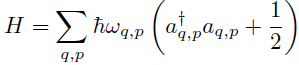 H = \sum_{q,p} \hbar\omega_{q,p} \left( a^{\dagger}_{q,p} a_{q,p} + \frac{1}{2} \right)